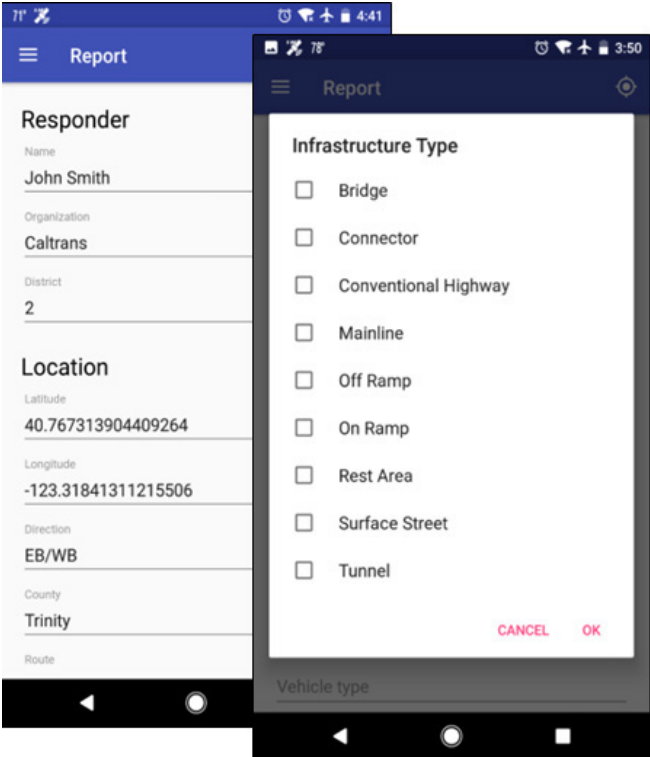 71°
4:41
Report
Responder
Name
John Smith
Organization
Caltrans
District
2
Location
Latitude
40.767313904409264
Longitude
-123.31841311215506
Direction
EB/WB
County
Trinity
Route
78°
3:50
Report
Infrastructure Type
Bridge
Connector
Conventional Highway
Mainline
Off Ramp
On Ramp
Rest Area
Surface Street
Tunnel
CANCEL OK
Vehicle type